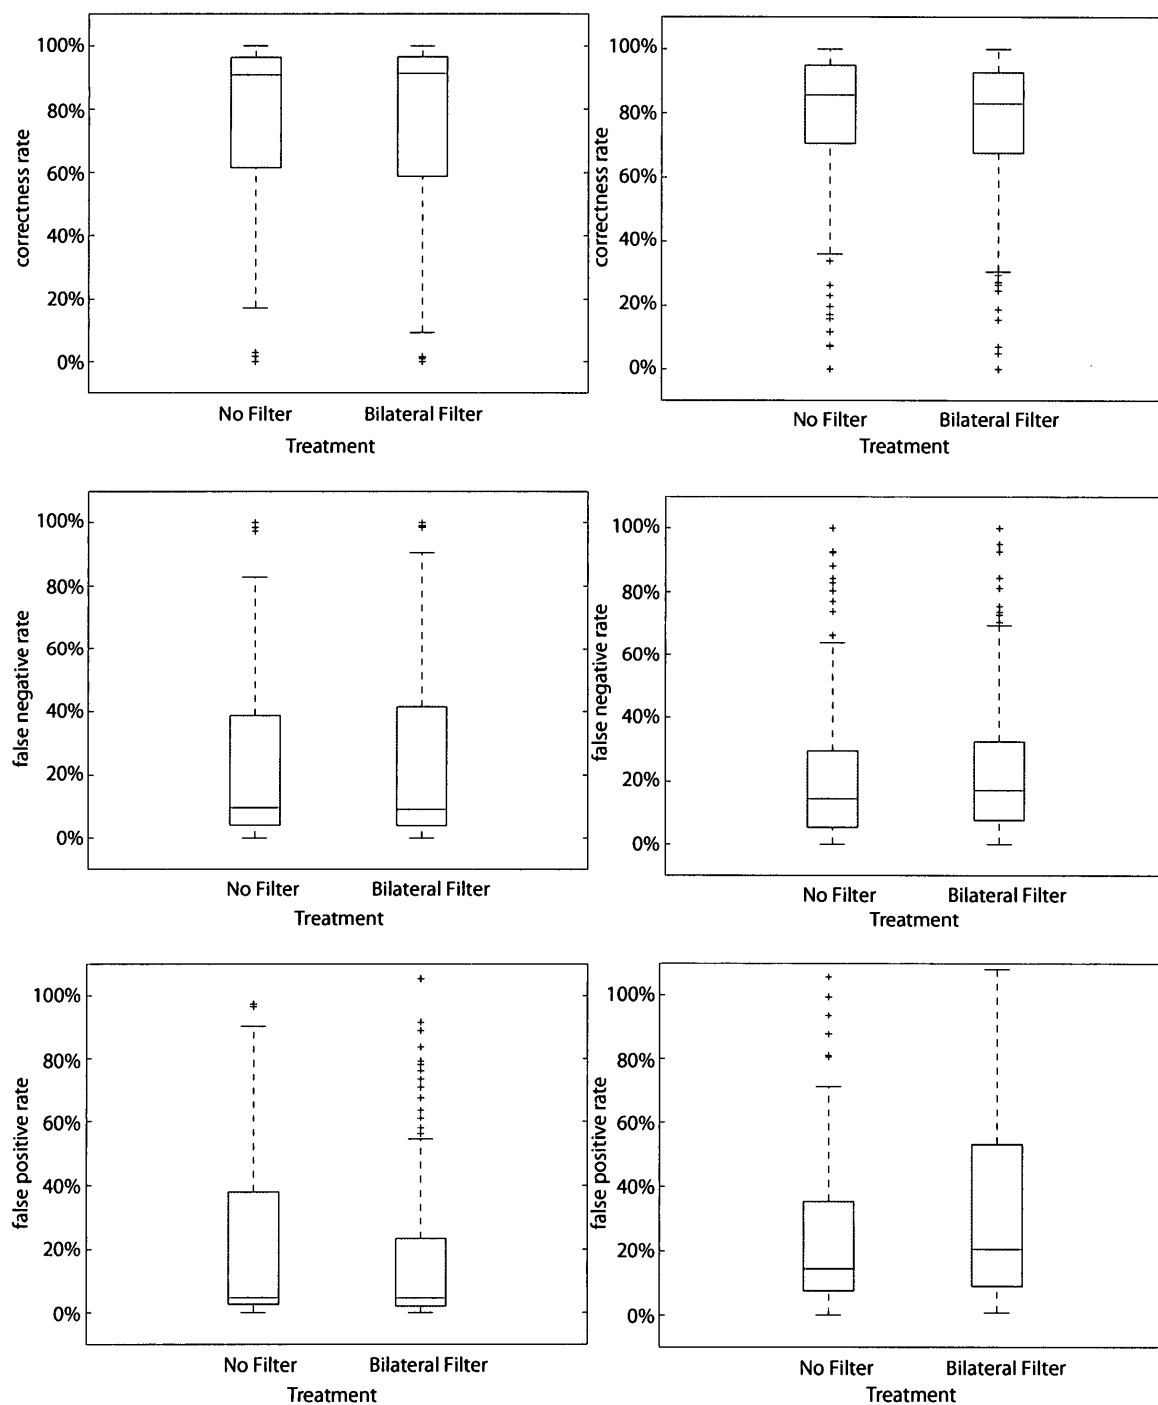 100%
80%
60%
40%
20%
0%
correctness rate
No Filter
Bilateral Filter
Treatment
100%
80%
60%
40%
20%
0%
correctness rate
No Filter
Bilateral Filter
Treatment
100%
80%
60%
40%
20%
0%
false negative rate
No Filter
Bilateral Filter
Treatment
100%
80%
60%
40%
20%
0%
false negative rate
No Filter
Bilateral Filter
Treatment
100%
80%
60%
40%
20%
0%
false positive rate
No Filter
Bilateral Filter
Treatment
100%
80%
60%
40%
20%
0%
false positive rate
No Filter
Bilateral Filter
Treatment